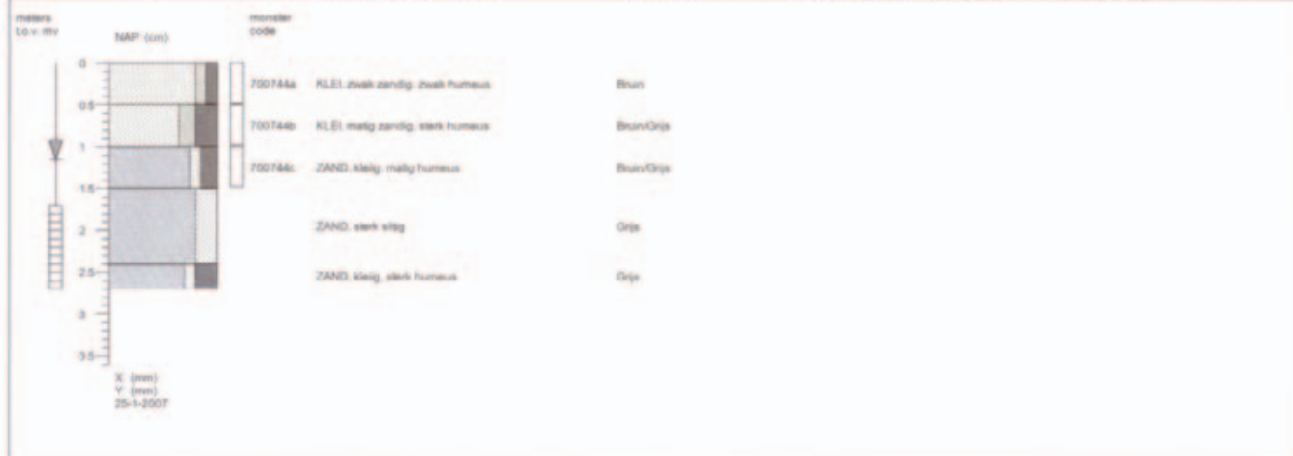 meters
t.o.v. mv
NAP (cm)
monster
code
0
700744a KLEI, zwak zandig, zwak humeus Bruin
0.5
700744b KLEI, matig zandig, sterk humeus Bruin/Grijs
1
700744c ZAND, kleiig, matig humeus Bruin/Grijs
1.5
2 ZAND, sterk siltig Grijs
2.5 ZAND, kleiig, sterk humeus Grijs
3
3.5
X: (mm)
Y: (mm)
25-1-2007